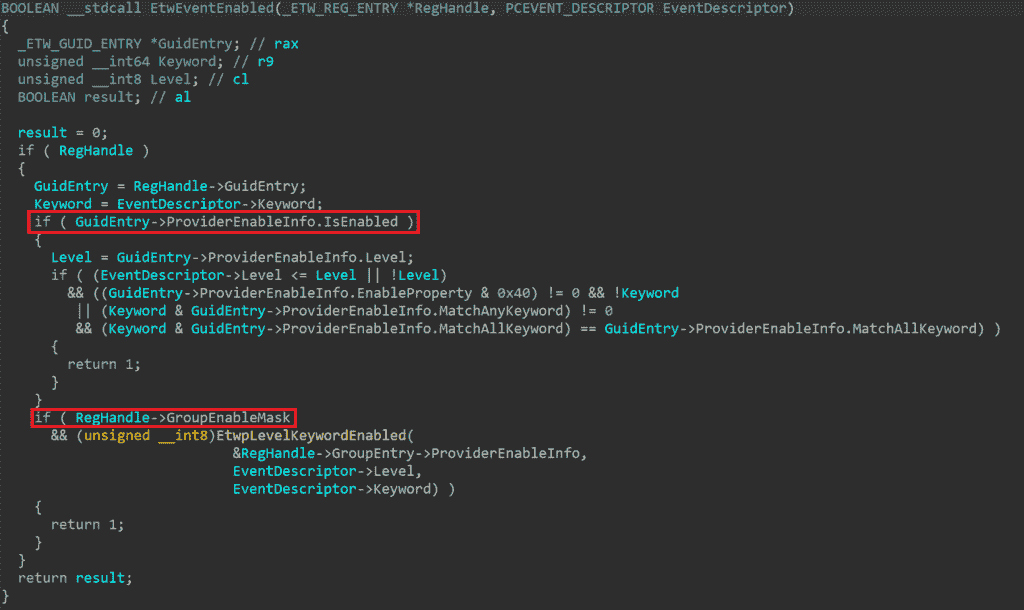 BOOLEAN __stdcall EtwEventEnabled(_ETW_REG_ENTRY *RegHandle, PCEVENT_DESCRIPTOR EventDescriptor)
{
  _ETW_GUID_ENTRY *GuidEntry; // rax
  unsigned __int64 Keyword; // r9
  unsigned __int8 Level; // cl
  BOOLEAN result; // al

  result = 0;
  if ( RegHandle )
  {
    GuidEntry = RegHandle->GuidEntry;
    Keyword = EventDescriptor->Keyword;
    if ( GuidEntry->ProviderEnableInfo.IsEnabled )
    {
      Level = GuidEntry->ProviderEnableInfo.Level;
      if ( (EventDescriptor->Level <= Level || !Level)
        && ((GuidEntry->ProviderEnableInfo.EnableProperty & 0x40) != 0 && !Keyword
         || (Keyword & GuidEntry->ProviderEnableInfo.MatchAnyKeyword) != 0
         && (Keyword & GuidEntry->ProviderEnableInfo.MatchAllKeyword) == GuidEntry->ProviderEnableInfo.MatchAllKeyword) )
      {
        return 1;
      }
    }
    if ( RegHandle->GroupEnableMask
      && (unsigned __int8)EtwpLevelKeywordEnabled(
                            &RegHandle->GroupEntry->ProviderEnableInfo,
                            EventDescriptor->Level,
                            EventDescriptor->Keyword) )
    {
      return 1;
    }
  }
  return result;
}